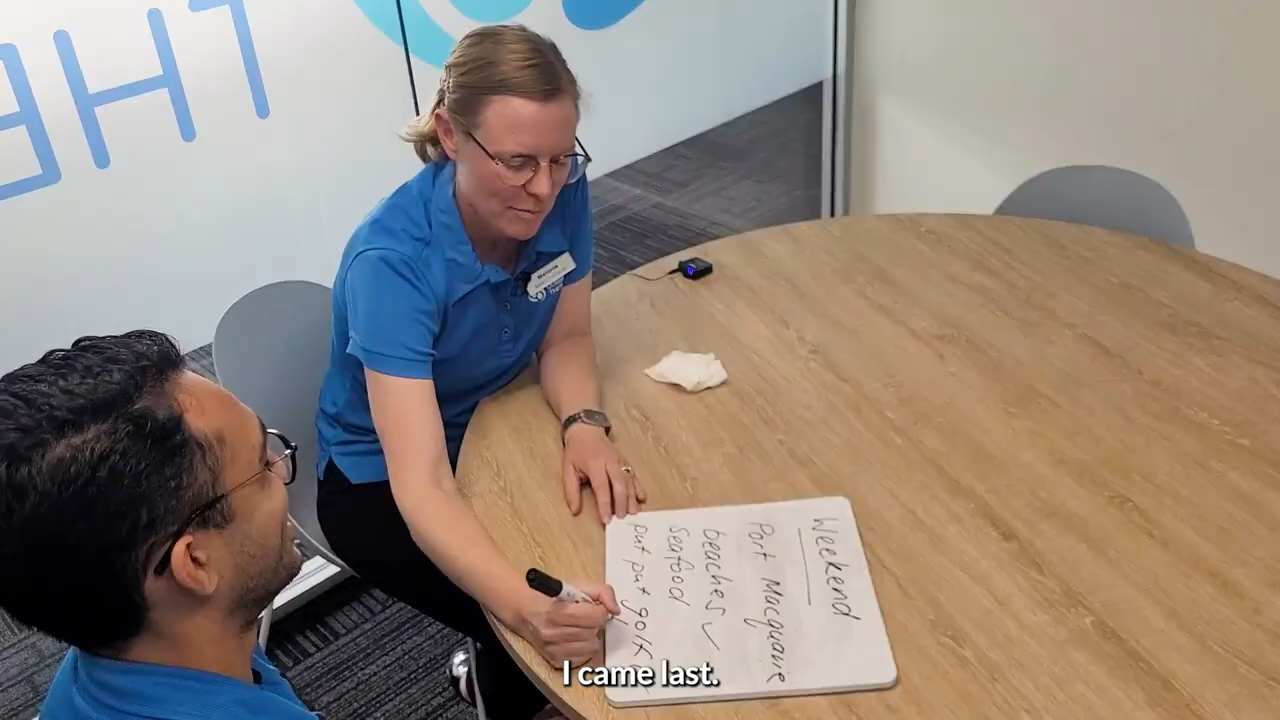 THE
Weekend
Port Macquarie
beaches ✓
seafood
put put golf
I came last.